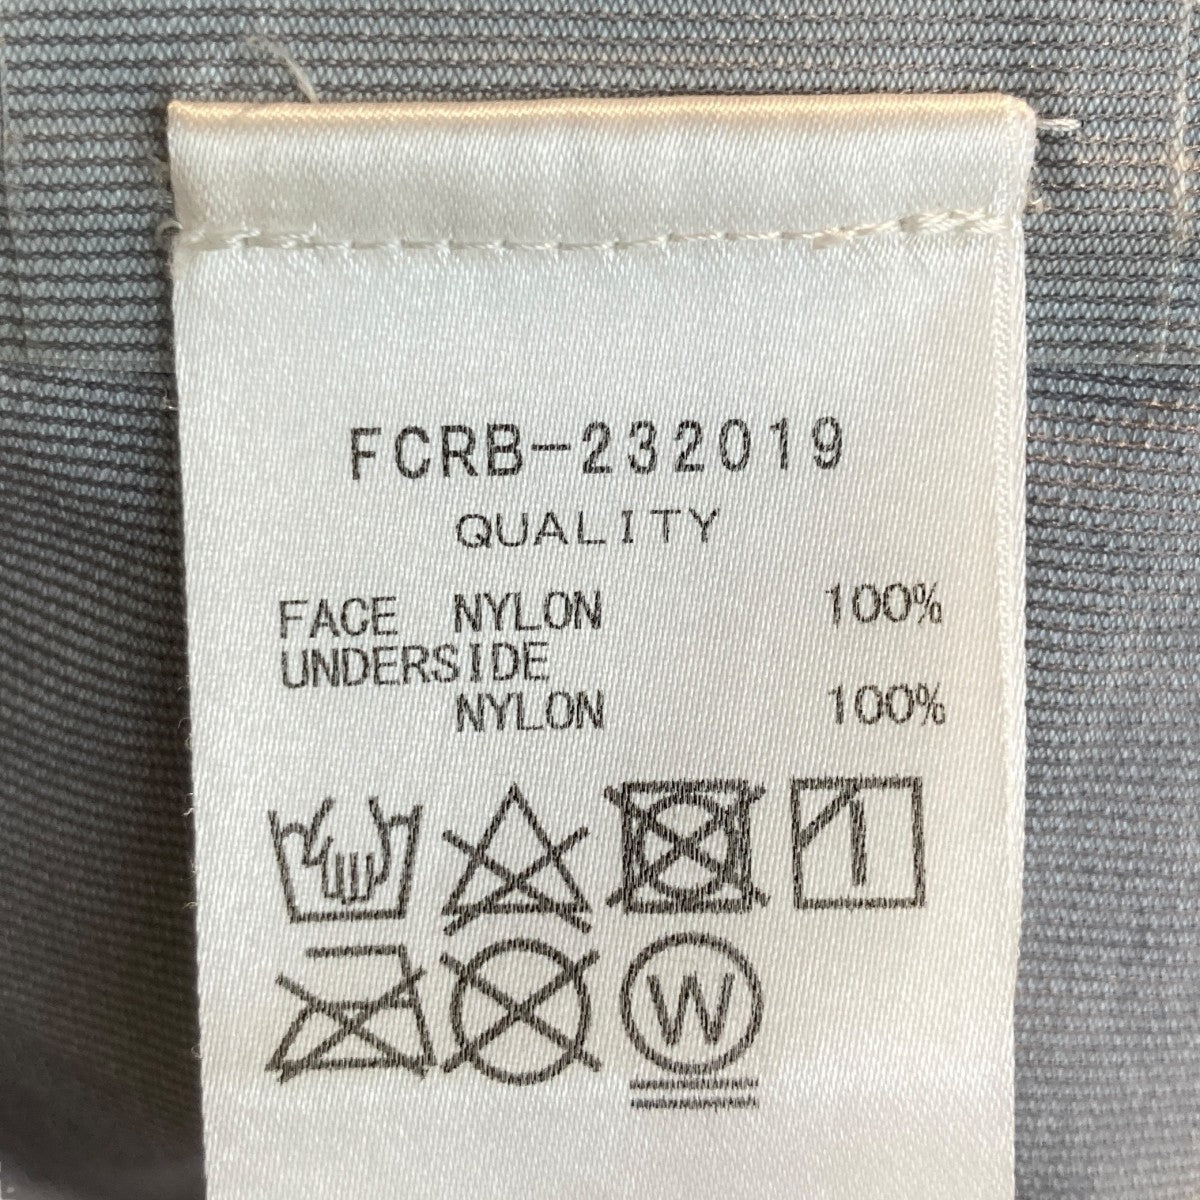 FCRB-232019
QUALITY
FACE NYLON 100%
UNDERSIDE
NYLON 100%
W